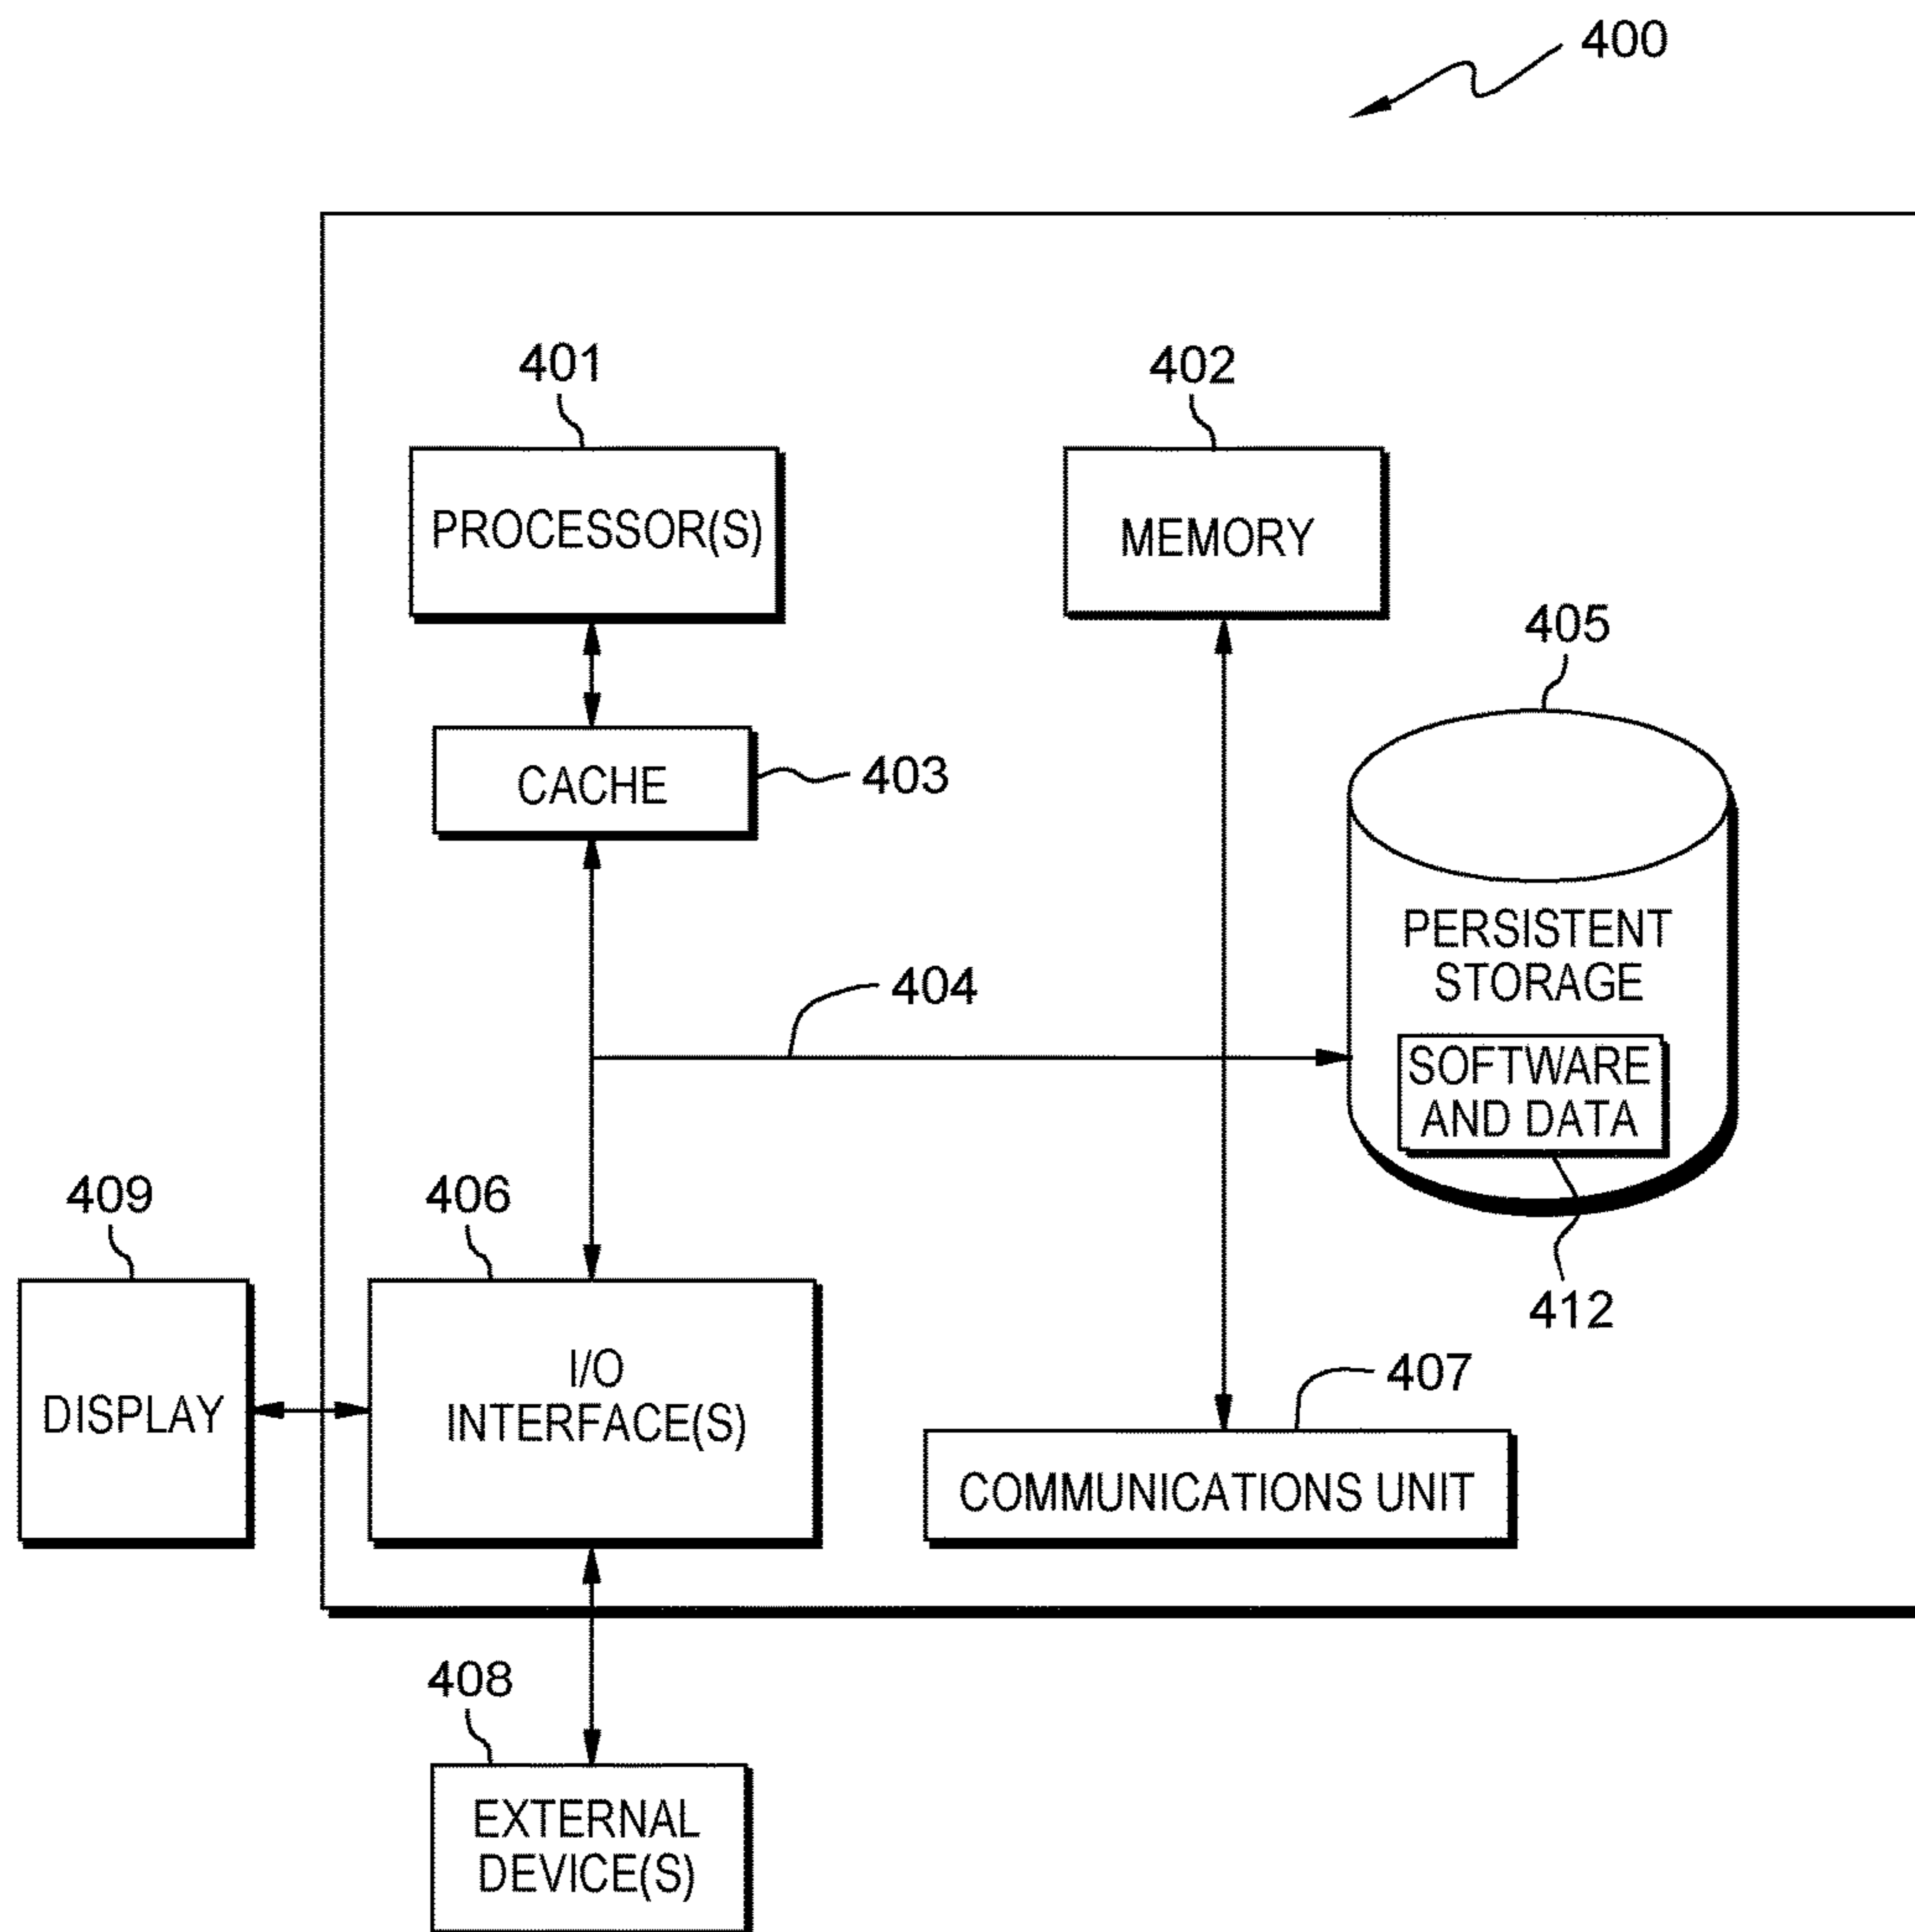 400
401
402
PROCESSOR(S)
MEMORY
405
CACHE
403
PERSISTENT
STORAGE
404
SOFTWARE
AND DATA
409
406
412
I/O
INTERFACE(S)
DISPLAY
407
COMMUNICATIONS UNIT
408
EXTERNAL
DEVICE(S)